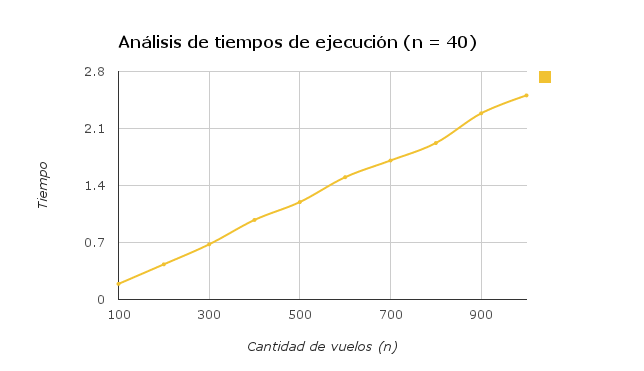 Análisis de tiempos de ejecución (n = 40)
2.8
2.1
1.4
0.7
0
Tiempo
100 300 500 700 900
Cantidad de vuelos (n)